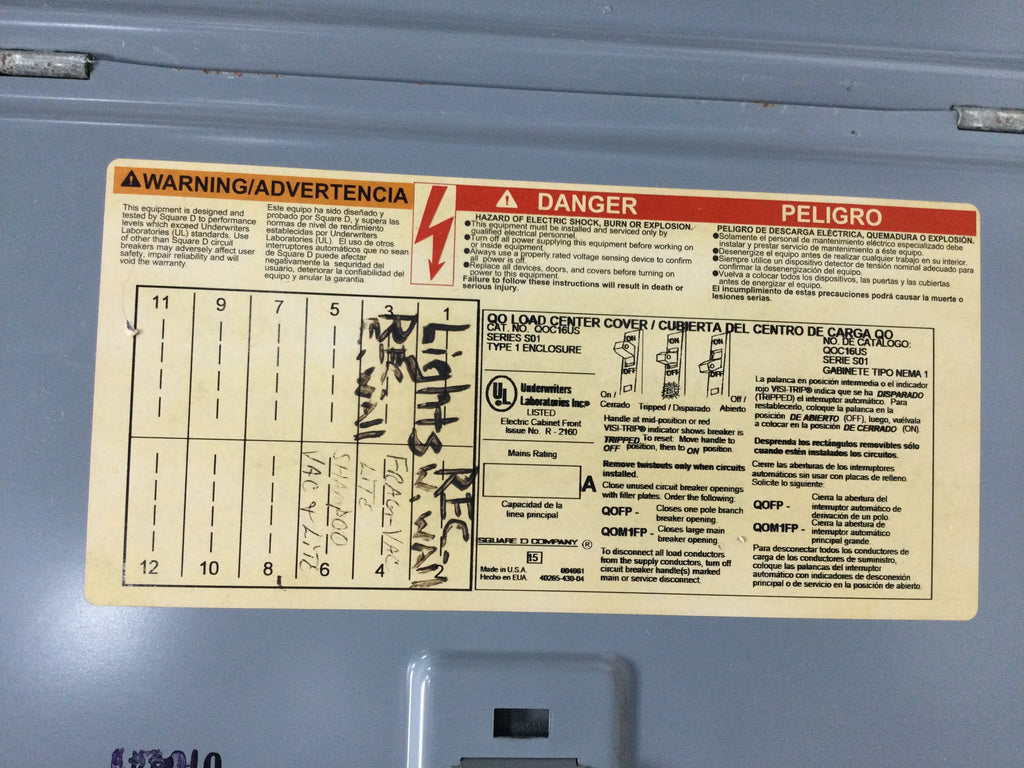 WARNING/ADVERTENCIA
This equipment is designed and
tested by Square D to performance
levels which exceed Underwriters
Laboratories (UL) standards. Use
of other than Square D circuit
breakers may adversely affect user
safety, impair reliability and will
void the warranty.
Este equipo ha sido diseñado y
probado por Square D, y supera las
normas de nivel de rendimiento
establecidas por Underwriters
Laboratories (UL). El uso de otros
interruptores automáticos que no sean
de Square D puede afectar
negativamente la seguridad del
usuario, deteriorar la confiabilidad del
equipo y anular la garantía.
DANGER
HAZARD OF ELECTRIC SHOCK, BURN OR EXPLOSION.
●This equipment must be installed and serviced only by
qualified electrical personnel.
●Turn off all power supplying this equipment before working on
or inside equipment.
●Always use a properly rated voltage sensing device to confirm
all power is off.
●Replace all devices, doors, and covers before turning on
power to this equipment.
Failure to follow these instructions will result in death or
serious injury.
PELIGRO
PELIGRO DE DESCARGA ELÉCTRICA, QUEMADURA O EXPLOSIÓN.
●Solamente el personal de mantenimiento eléctrico especializado debe
instalar y prestar servicio de mantenimiento a éste equipo.
●Desenergice el equipo antes de realizar cualquier trabajo en su interior.
●Siempre utilice un dispositivo detector de tensión nominal adecuado para
confirmar la desenergización del equipo.
●Vuelva a colocar todos los dispositivos, las puertas y las cubiertas
antes de energizar el equipo.
El incumplimiento de estas precauciones podrá causar la muerte o
lesiones serias.
11 9 7 5 3 1
Lights
REC.
E. WALL
REC.
W. WALL
LITE
SHAMPOO
VAC & LITE
12 10 8 6 4
QO LOAD CENTER COVER / CUBIERTA DEL CENTRO DE CARGA QO
CAT. NO. QOC16US
SERIES S01
TYPE 1 ENCLOSURE
UL
Underwriters
Laboratories Inc.®
LISTED
Electric Cabinet Front
Issue No. R - 2160
Mains Rating
A
Capacidad de la
línea principal
SQUARE D COMPANY ®
15
Made in U.S.A.
Hecho en EUA.
604961
40265-430-04
ON
OFF
ON
OFF
ON
OFF
On /
Cerrado
Tripped / Disparado
Off /
Abierto
Handle at mid-position or red
VISI-TRIP® indicator shows breaker is
TRIPPED. To reset: Move handle to
OFF position, then to ON position.
Remove twistouts only when circuits
installed.
Close unused circuit breaker openings
with filler plates. Order the following:
QOFP - Closes one pole branch
breaker opening.
QOM1FP - Closes large main
breaker opening.
To disconnect all load conductors
from the supply conductors, turn off
circuit breaker handle(s) marked
main or service disconnect.
NO. DE CATÁLOGO:
QOC16US
SERIE S01
GABINETE TIPO NEMA 1
La palanca en posición intermedia o el indicador
rojo VISI-TRIP® indica que se ha DISPARADO
(TRIPPED) el interruptor automático. Para
restablecerlo, coloque la palanca en la
posición DE ABIERTO (OFF), luego, vuélvala
a colocar en la posición DE CERRADO (ON).
Desprenda los rectángulos removibles sólo
cuando estén instalados los circuitos.
Cierre las aberturas de los interruptores
automáticos sin usar con placas de relleno.
Solicite lo siguiente:
QOFP - Cierra la abertura del
interruptor automático de
derivación de un polo.
QOM1FP - Cierra la abertura de
interruptor automático
principal grande.
Para desconectar todos los conductores de
carga de los conductores de suministro,
coloque las palancas del interruptor
automático con indicadores de desconexión
principal o de servicio en la posición de abierto.